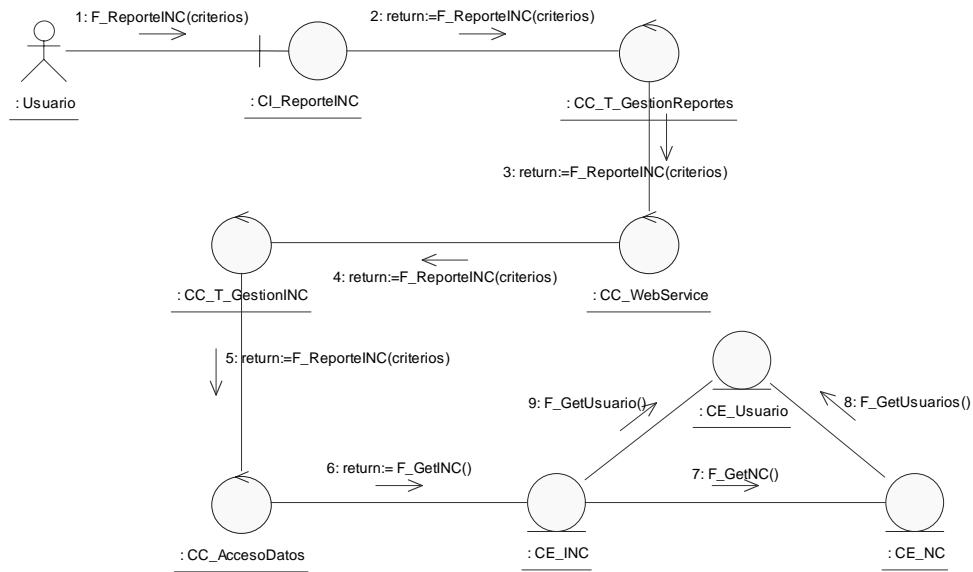 1: F_ReporteINC(criterios)
2: return:=F_ReporteINC(criterios)
: Usuario
: CI_ReporteINC
: CC_T_GestionReportes
3: return:=F_ReporteINC(criterios)
4: return:=F_ReporteINC(criterios)
: CC_T_GestionINC
: CC_WebService
5: return:=F_ReporteINC(criterios)
9: F_GetUsuario()
: CE_Usuario
8: F_GetUsuarios()
6: return:= F_GetINC()
7: F_GetNC()
: CC_AccesoDatos
: CE_INC
: CE_NC